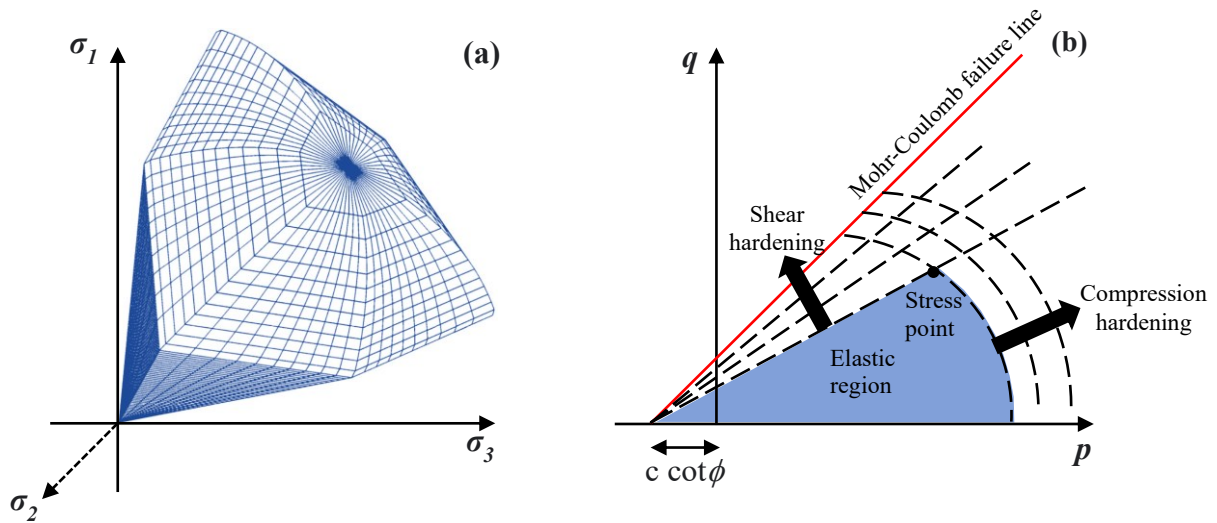 σ₁
(a)
σ₃
σ₂
(b)
q
Mohr-Coulomb failure line
Shear
hardening
Stress
point
Compression
hardening
Elastic
region
p
c cotϕ